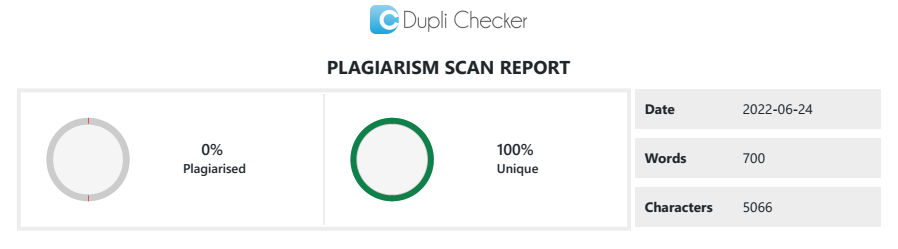 Dupli Checker
PLAGIARISM SCAN REPORT
0%
Plagiarised
100%
Unique
Date 2022-06-24
Words 700
Characters 5066